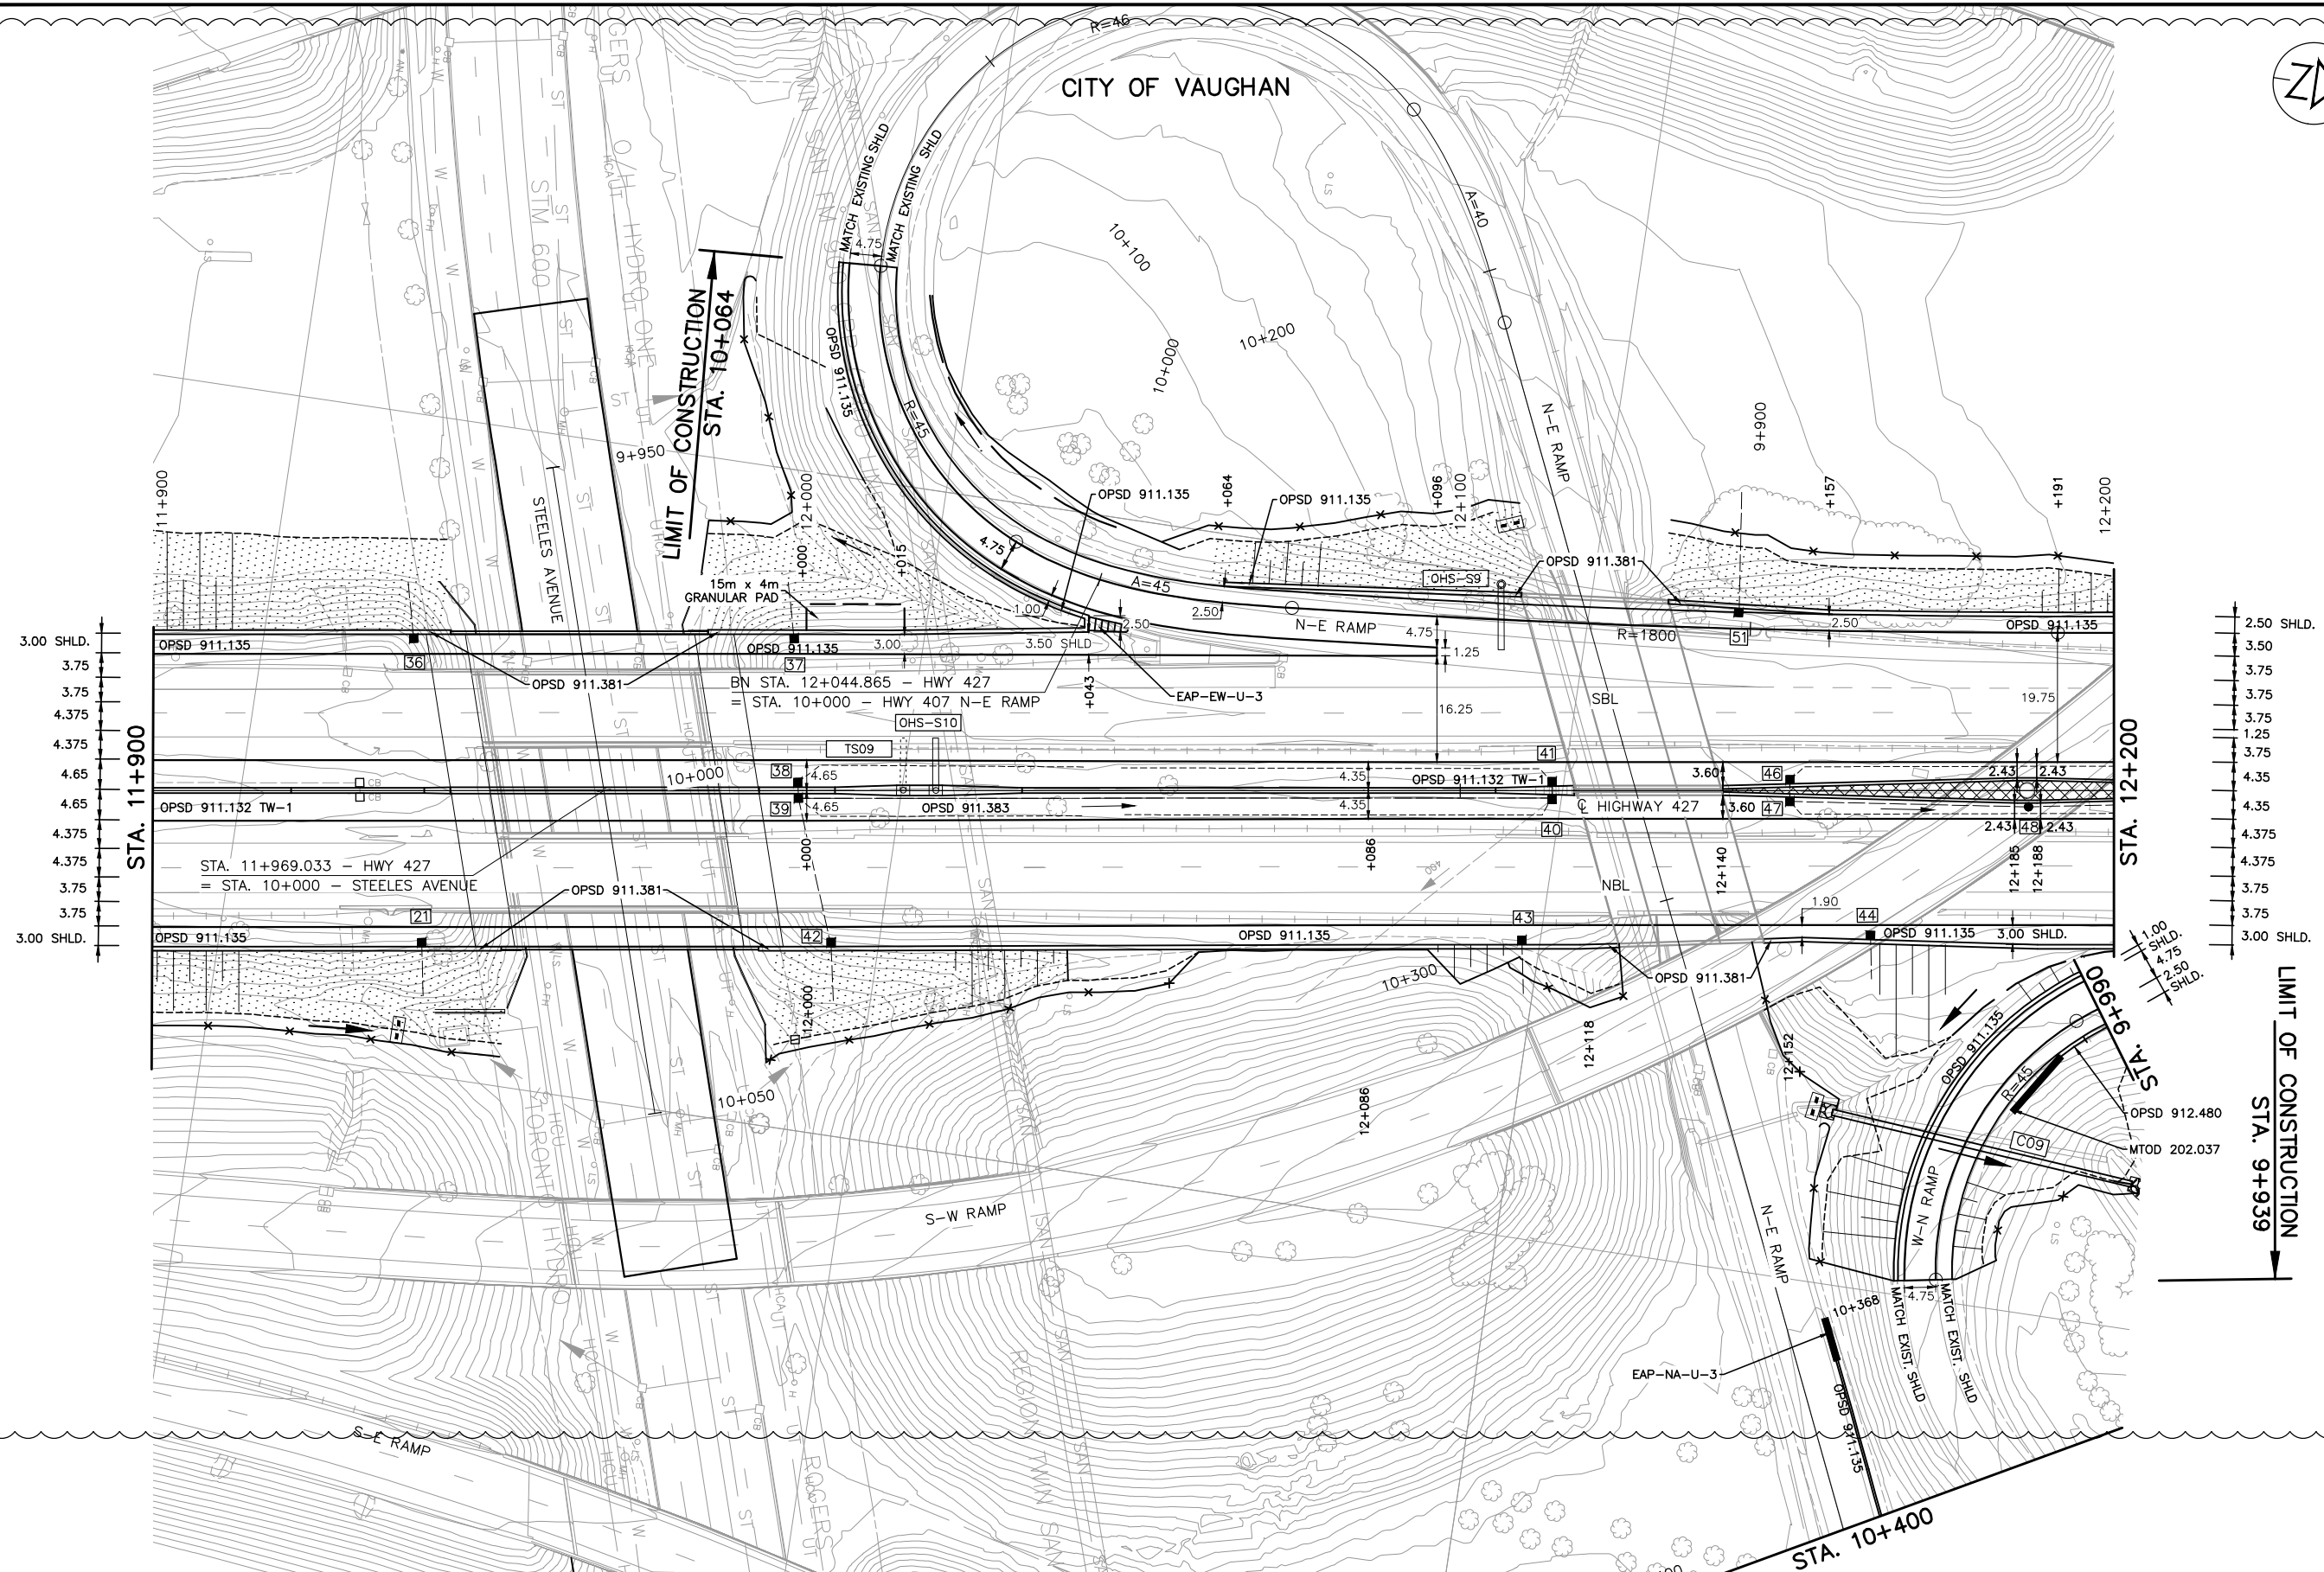 CITY OF VAUGHAN
R=46
A=40
N
ROGERS
O/H HYDRO ONE
STM 600
MATCH EXISTING SHLD
MATCH EXISTING SHLD
4.75
LIMIT OF CONSTRUCTION
STA. 10+064
OPSD 911.135
R=45
10+100
10+000
10+200
N-E RAMP
9+950
9+900
11+900
STEELES AVENUE
12+000
+000
+015
+064
+096
12+100
+157
+191
12+200
OPSD 911.135
OPSD 911.135
4.75
A=45
15m x 4m
GRANULAR PAD
1.00
2.50
2.50
OHS-S9
OPSD 911.381
N-E RAMP
4.75
1.25
R=1800
51
2.50
OPSD 911.135
3.00 SHLD.
3.75
3.75
4.375
4.375
4.65
4.65
4.375
4.375
3.75
3.75
3.00 SHLD.
STA. 11+900
OPSD 911.135
36
OPSD 911.381
OPSD 911.135
37
3.00
3.50 SHLD
+043
EAP-EW-U-3
BN STA. 12+044.865 - HWY 427
= STA. 10+000 - HWY 407 N-E RAMP
OHS-S10
TS09
16.25
SBL
19.75
10+000
38
4.65
39
4.65
OPSD 911.383
4.35
4.35
OPSD 911.132 TW-1
41
40
℄ HIGHWAY 427
3.60
3.60
46
47
2.43
2.43
2.43
48
2.43
OPSD 911.132 TW-1
+000
+086
12+140
12+185
12+188
STA. 11+969.033 - HWY 427
= STA. 10+000 - STEELES AVENUE
OPSD 911.381
NBL
21
42
43
1.90
44
OPSD 911.135
OPSD 911.135
OPSD 911.135
3.00 SHLD.
OPSD 911.381
STA. 12+200
2.50 SHLD.
3.50
3.75
3.75
3.75
1.25
3.75
4.35
4.35
4.375
4.375
3.75
3.75
3.00 SHLD.
1.00
SHLD.
4.75
2.50
SHLD.
STA. 9+990
LIMIT OF CONSTRUCTION
STA. 9+939
12+000
10+300
12+118
12+086
12+152
OPSD 911.135
R=45
OPSD 912.480
MTOD 202.037
C09
W-N RAMP
4.75
MATCH EXIST. SHLD
MATCH EXIST. SHLD
10+050
TORONTO HYDRO
S-W RAMP
N-E RAMP
10+368
EAP-NA-U-3
OPSD 911.135
REGION TWIN SAN
ROGERS
S-E RAMP
STA. 10+400